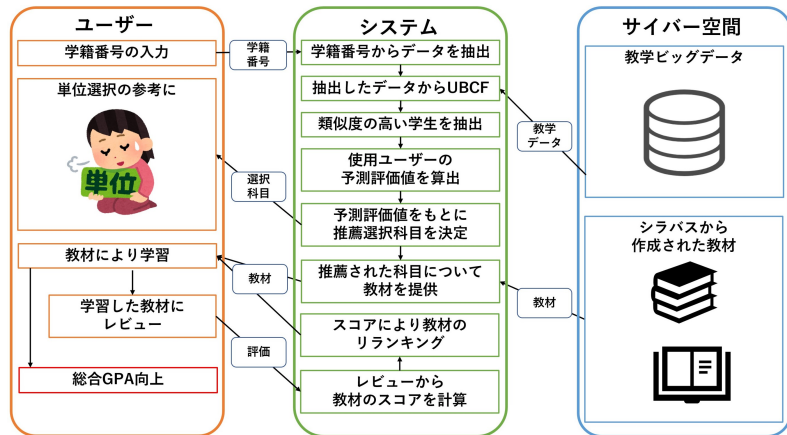 ユーザー
学籍番号の入力
単位選択の参考に
単位
教材により学習
学習した教材に
レビュー
総合GPA向上
学籍
番号
選択
科目
教材
評価
システム
学籍番号からデータを抽出
抽出したデータからUBCF
類似度の高い学生を抽出
使用ユーザーの
予測評価値を算出
予測評価値をもとに
推薦選択科目を決定
推薦された科目について
教材を提供
スコアにより教材の
リランキング
レビューから
教材のスコアを計算
教学
データ
教材
サイバー空間
教学ビッグデータ
シラバスから
作成された教材